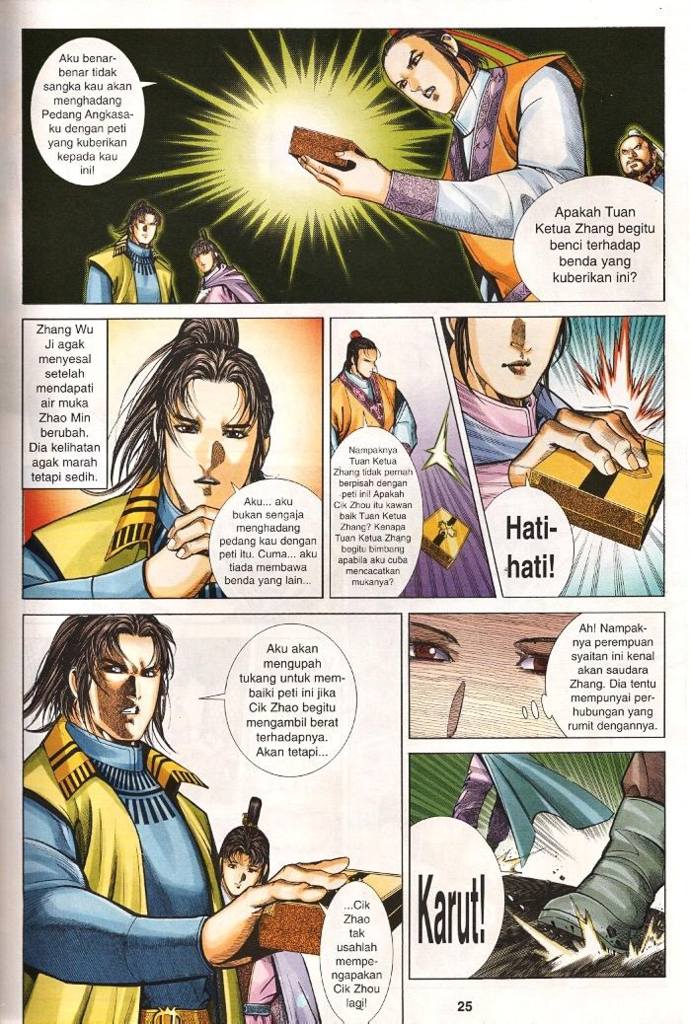 Aku benar-
benar tidak
sangka kau akan
menghadang
Pedang Angkasa-
ku dengan peti
yang kuberikan
kepada kau
ini!
Apakah Tuan
Ketua Zhang begitu
benci terhadap
benda yang
kuberikan ini?
Zhang Wu
Ji agak
menyesal
setelah
mendapati
air muka
Zhao Min
berubah.
Dia kelihatan
agak marah
tetapi sedih.
Aku... aku
bukan sengaja
menghadang
pedang kau dengan
peti itu. Cuma... aku
tiada membawa
benda yang lain...
Nampaknya
Tuan Ketua
Zhang tidak pernah
berpisah dengan
peti ini! Apakah
Cik Zhou itu kawan
baik Tuan Ketua
Zhang? Kenapa
Tuan Ketua Zhang
begitu bimbang
apabila aku cuba
mencacatkan
mukanya?
Hati-
hati!
Aku akan
mengupah
tukang untuk mem-
baiki peti ini jika
Cik Zhao begitu
mengambil berat
terhadapnya.
Akan tetapi...
...Cik
Zhao
tak
usahlah
mempe-
ngapakan
Cik Zhou
lagi!
Ah! Nampak-
nya perempuan
syaitan ini kenal
akan saudara
Zhang. Dia tentu
mempunyai per-
hubungan yang
rumit dengannya.
Karut!
25